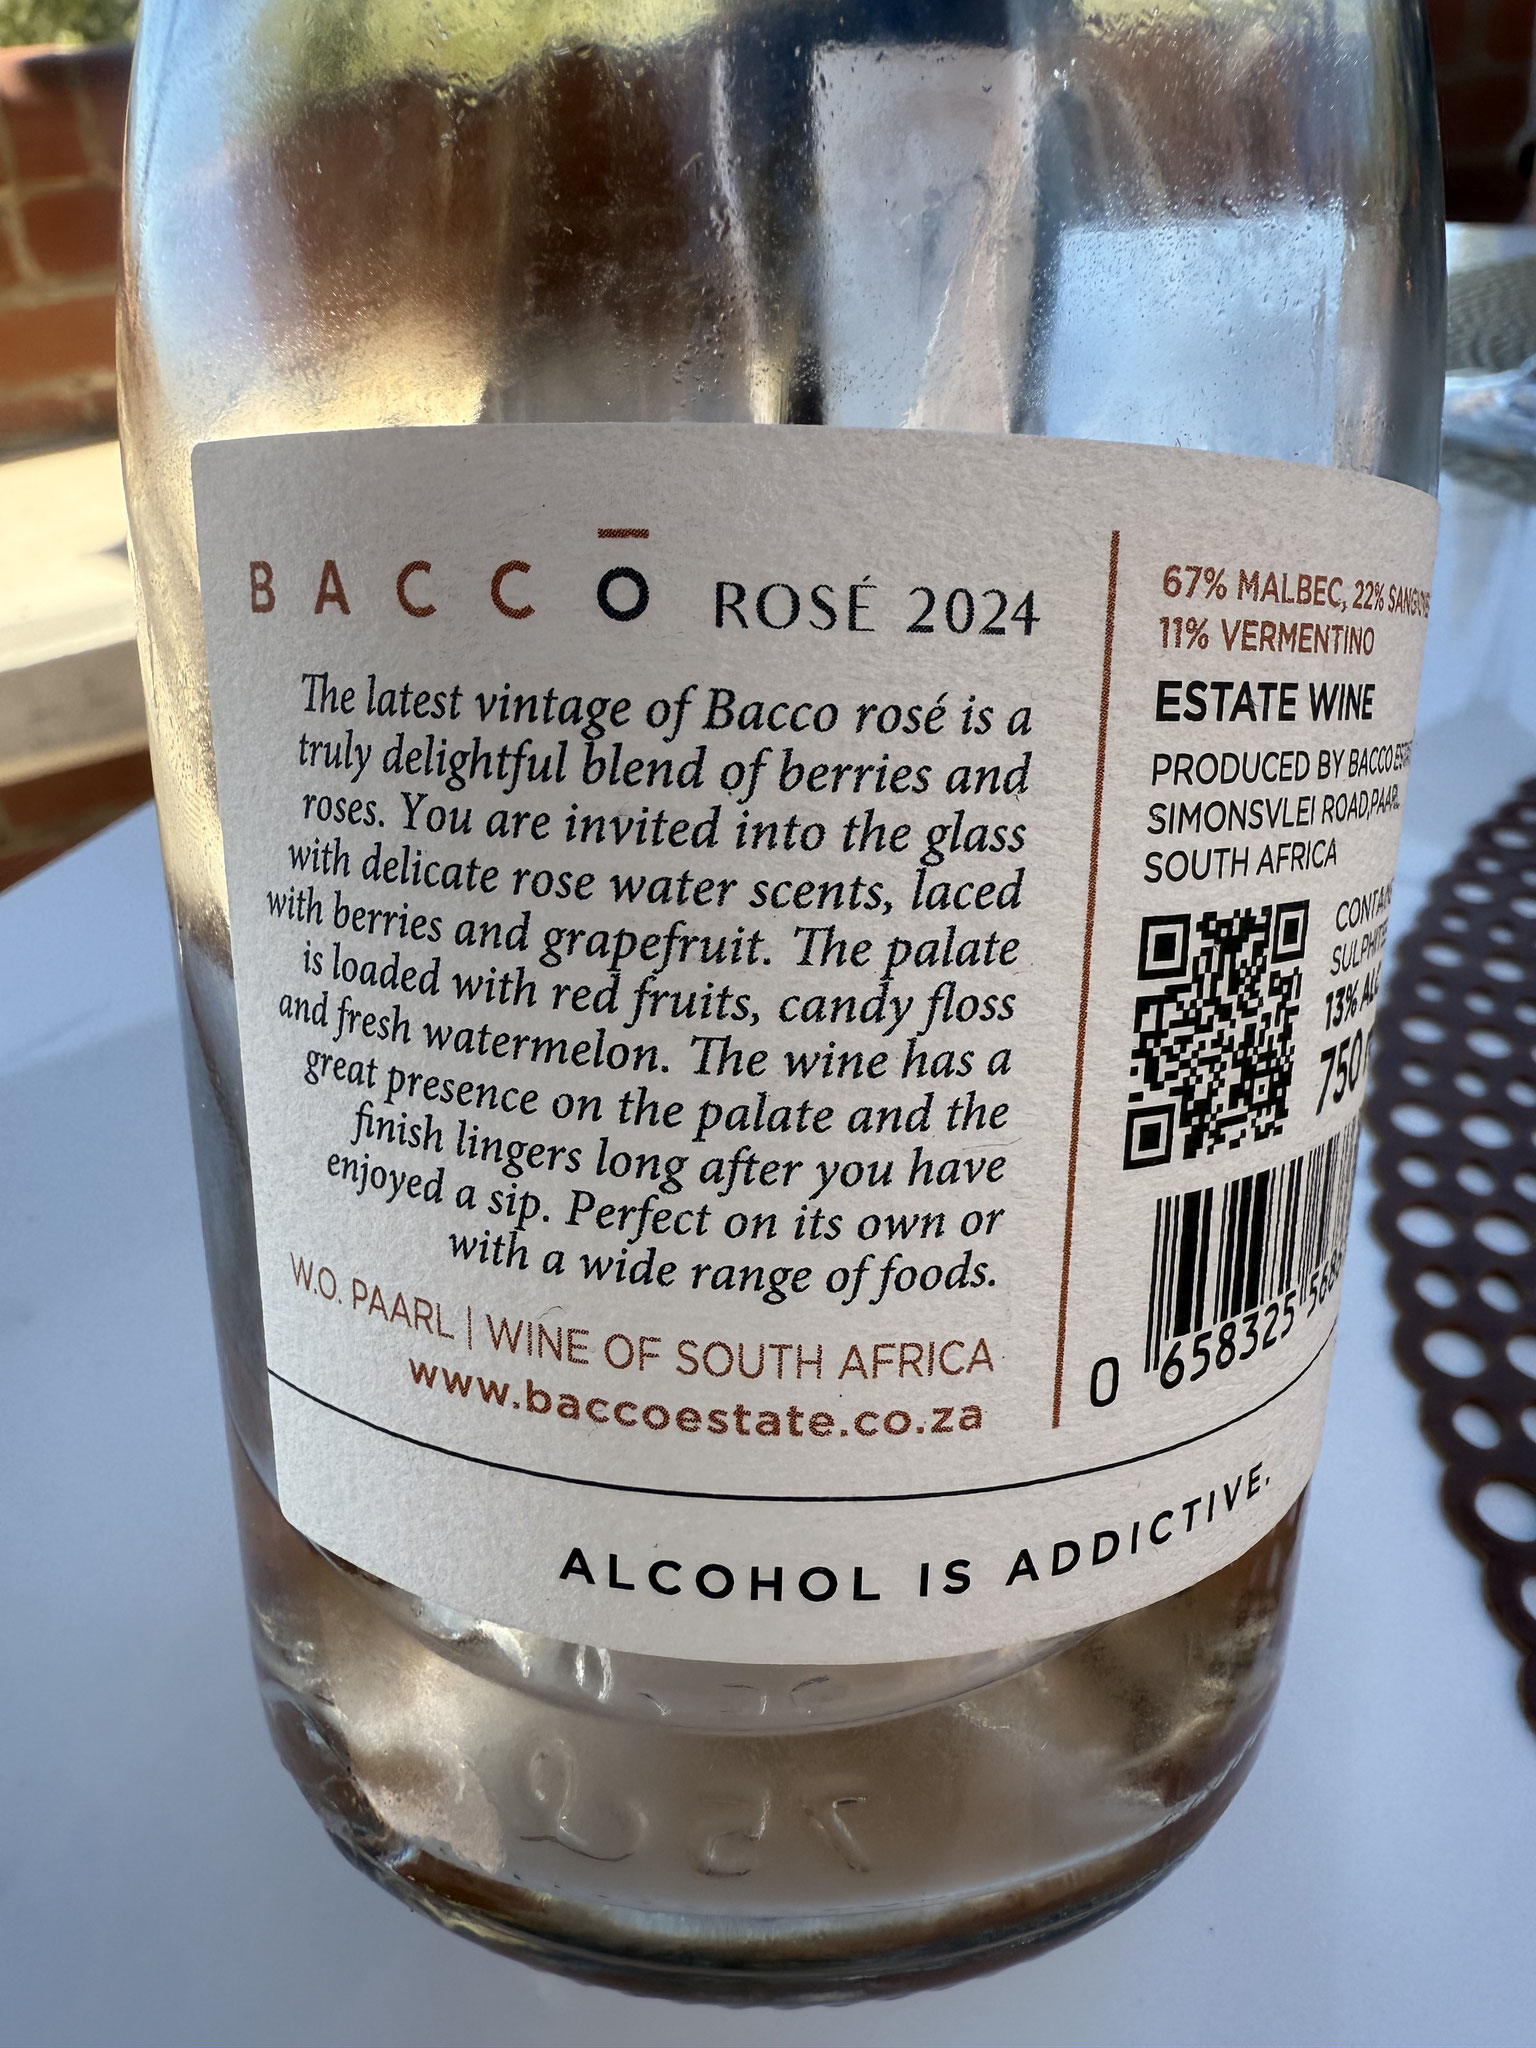 BACCŌ ROSÉ 2024
The latest vintage of Bacco rosé is a
truly delightful blend of berries and
roses. You are invited into the glass
with delicate rose water scents, laced
with berries and grapefruit. The palate
is loaded with red fruits, candy floss
and fresh watermelon. The wine has a
great presence on the palate and the
finish lingers long after you have
enjoyed a sip. Perfect on its own or
with a wide range of foods.
W.O. PAARL | WINE OF SOUTH AFRICA
www.baccoestate.co.za
67% MALBEC, 22%
11% VERMENTINO
ESTATE WINE
PRODUCED BY BACCO
SIMONSVLEI ROAD,PAARL
SOUTH AFRICA
13%
750
0 658325
ALCOHOL IS ADDICTIVE.